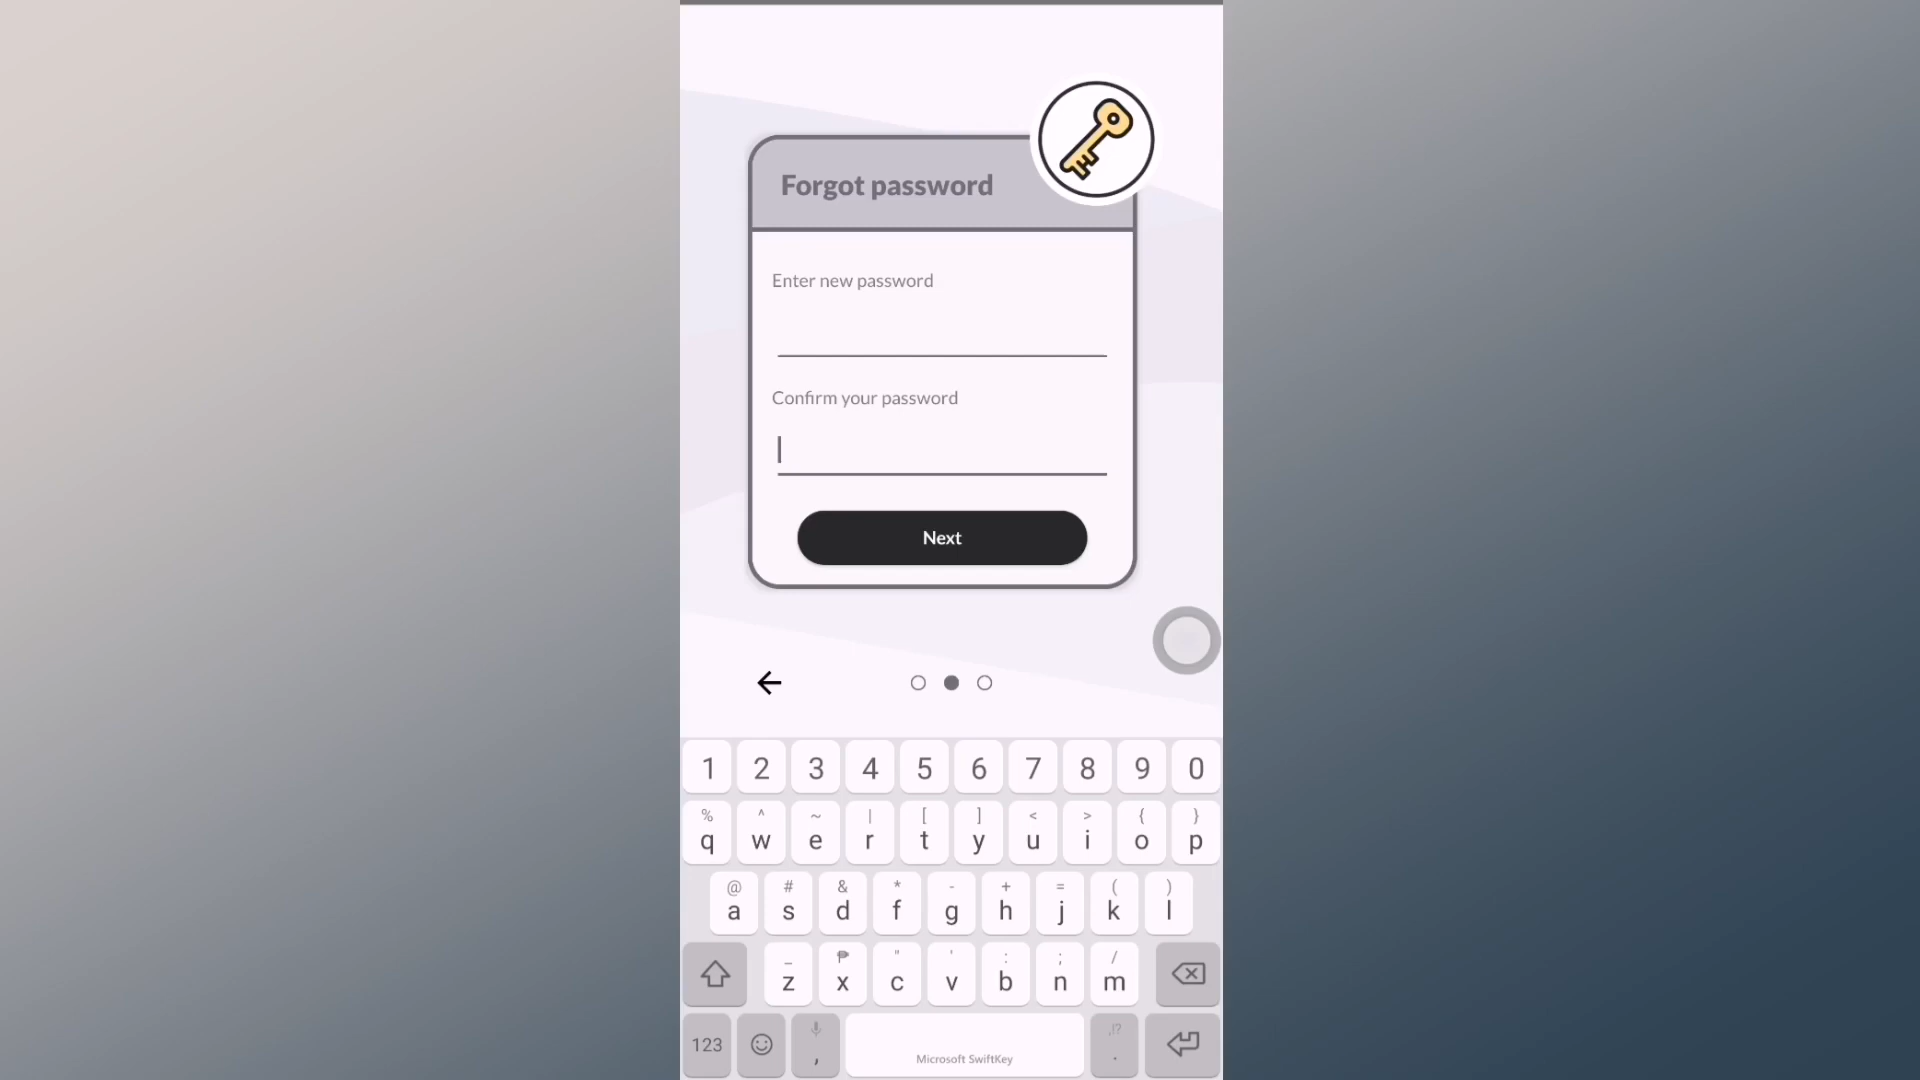 Forgot password
Enter new password
Confirm your password
Next
1 2 3 4 5 6 7 8 9 0
% ^ ~ | [ ] < > { }
q w e r t y u i o p
@ # & * - + = ( )
a s d f g h j k l
_ ₱ " ' : ; /
z x c v b n m
,!?
123 , Microsoft SwiftKey .